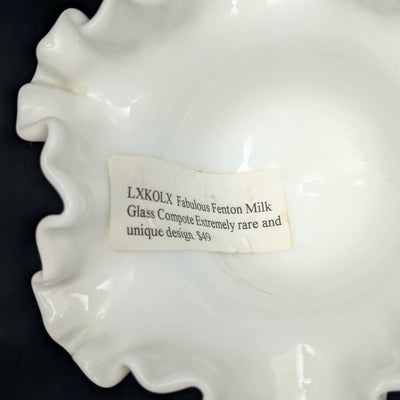 LXKOLX Fabulous Fenton Milk
Glass Compote Extremely rare and
unique design. $49